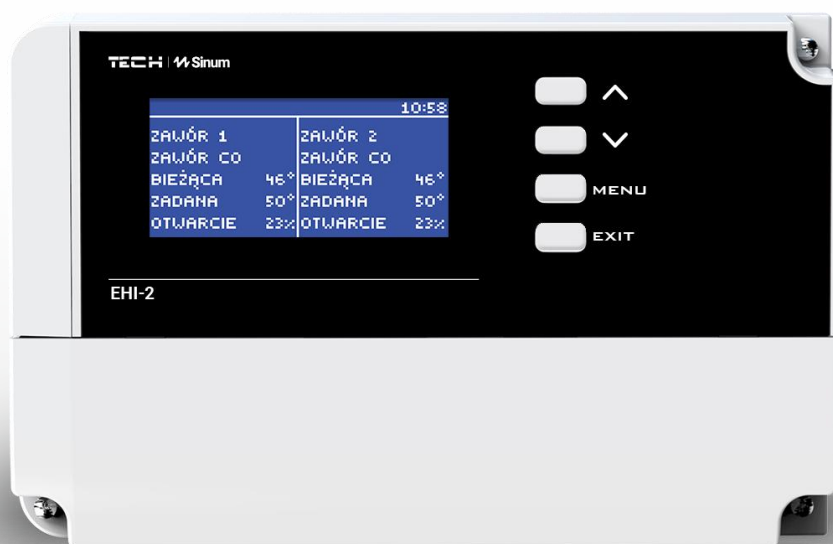 TECH | Sinum
10:58
ZAWÓR 1
ZAWÓR CO
BIEŻĄCA 46°
ZADANA 50°
OTWARCIE 23%
ZAWÓR 2
ZAWÓR CO
BIEŻĄCA 46°
ZADANA 50°
OTWARCIE 23%
MENU
EXIT
EHI-2